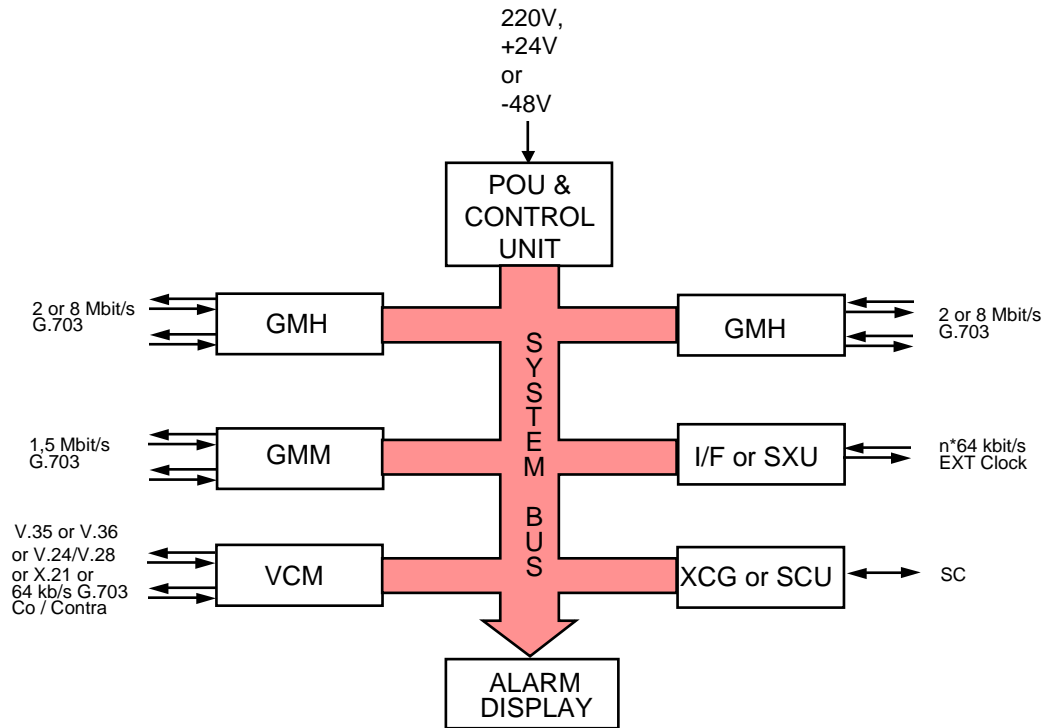 220V,
+24V
or
-48V
POU &
CONTROL
UNIT
2 or 8 Mbit/s
G.703
GMH
GMH
2 or 8 Mbit/s
G.703
SYSTEM BUS
1,5 Mbit/s
G.703
GMM
I/F or SXU
n*64 kbit/s
EXT Clock
V.35 or V.36
or V.24/V.28
or X.21 or
64 kb/s G.703
Co / Contra
VCM
XCG or SCU
SC
ALARM
DISPLAY